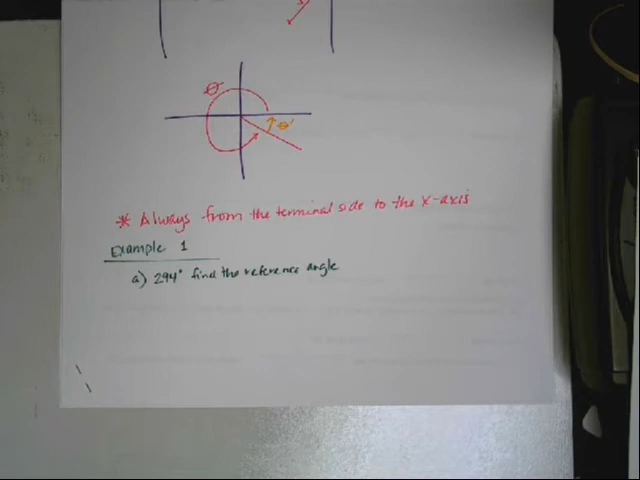 θ
θ'
* Always from the terminal side to the x-axis
Example 1
a) 294° find the reference angle